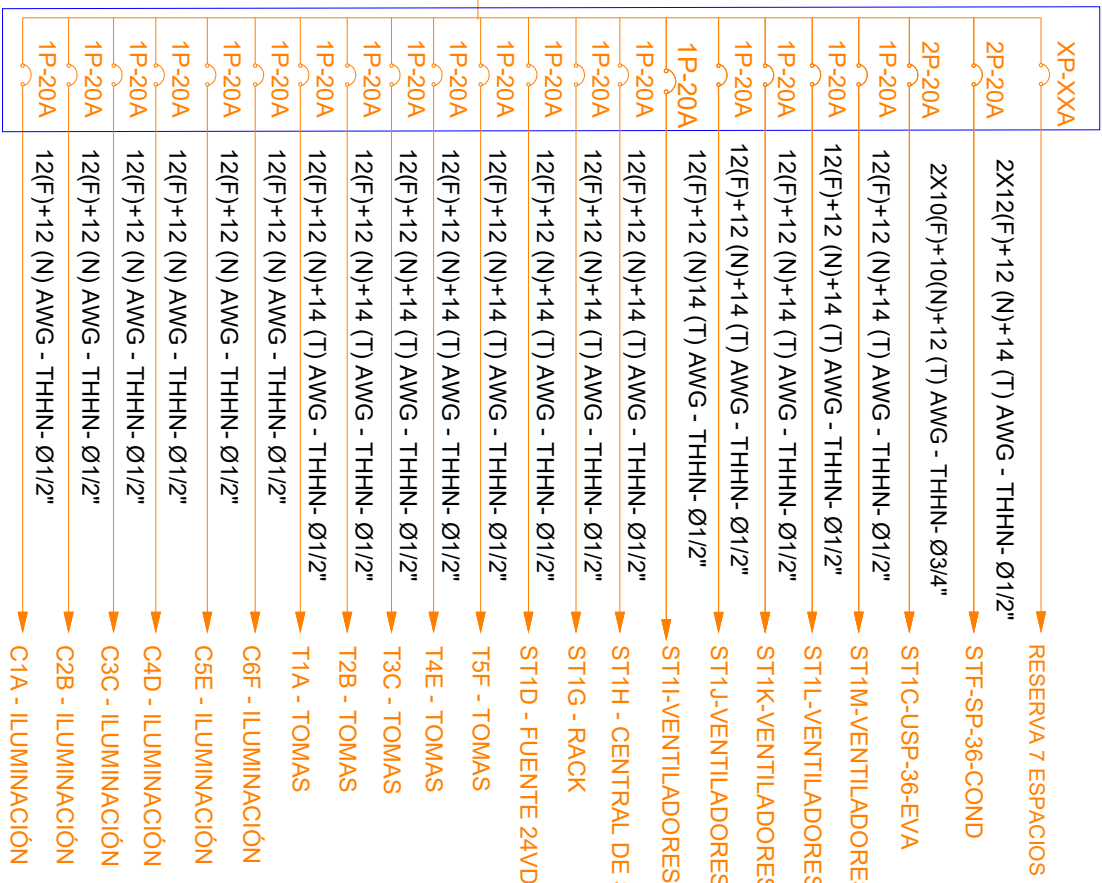 XP-XXA RESERVA 7 ESPACIOS
2P-20A 2X12(F)+12 (N)+14 (T) AWG - THHN- Ø1/2" STF-SP-36-COND
2P-20A 2X10(F)+10(N)+12 (T) AWG - THHN- Ø3/4" ST1C-USP-36-EVA
1P-20A 12(F)+12 (N)+14 (T) AWG - THHN- Ø1/2" ST1M-VENTILADORES
1P-20A 12(F)+12 (N)+14 (T) AWG - THHN- Ø1/2" ST1L-VENTILADORES
1P-20A 12(F)+12 (N)+14 (T) AWG - THHN- Ø1/2" ST1K-VENTILADORES
1P-20A 12(F)+12 (N)+14 (T) AWG - THHN- Ø1/2" ST1J-VENTILADORES
1P-20A 12(F)+12 (N)14 (T) AWG - THHN- Ø1/2" ST1I-VENTILADORES
1P-20A 12(F)+12 (N)+14 (T) AWG - THHN- Ø1/2" ST1H - CENTRAL DE
1P-20A 12(F)+12 (N)+14 (T) AWG - THHN- Ø1/2" ST1G - RACK
1P-20A 12(F)+12 (N)+14 (T) AWG - THHN- Ø1/2" ST1D - FUENTE 24VD
1P-20A 12(F)+12 (N)+14 (T) AWG - THHN- Ø1/2" T5F - TOMAS
1P-20A 12(F)+12 (N)+14 (T) AWG - THHN- Ø1/2" T4E - TOMAS
1P-20A 12(F)+12 (N)+14 (T) AWG - THHN- Ø1/2" T3C - TOMAS
1P-20A 12(F)+12 (N)+14 (T) AWG - THHN- Ø1/2" T2B - TOMAS
1P-20A 12(F)+12 (N)+14 (T) AWG - THHN- Ø1/2" T1A - TOMAS
1P-20A 12(F)+12 (N) AWG - THHN- Ø1/2" C6F - ILUMINACIÓN
1P-20A 12(F)+12 (N) AWG - THHN- Ø1/2" C5E - ILUMINACIÓN
1P-20A 12(F)+12 (N) AWG - THHN- Ø1/2" C4D - ILUMINACIÓN
1P-20A 12(F)+12 (N) AWG - THHN- Ø1/2" C3C - ILUMINACIÓN
1P-20A 12(F)+12 (N) AWG - THHN- Ø1/2" C2B - ILUMINACIÓN
1P-20A 12(F)+12 (N) AWG - THHN- Ø1/2" C1A - ILUMINACIÓN